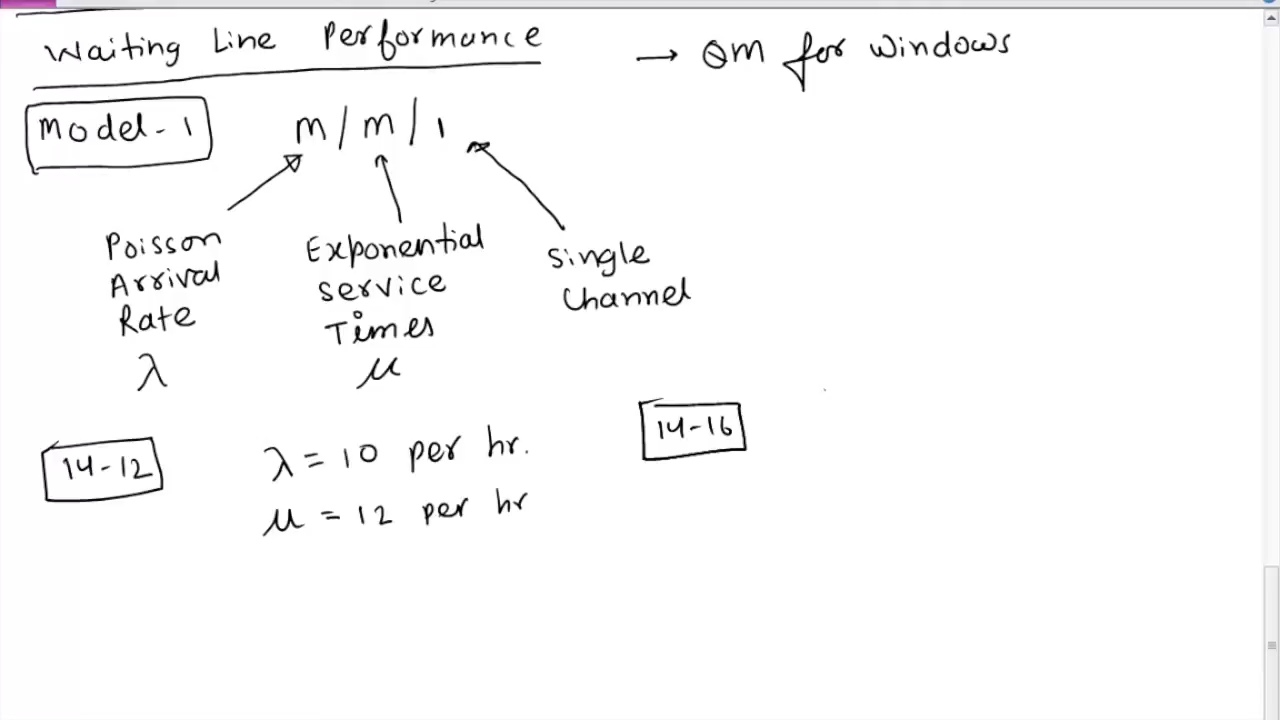 Waiting Line Performance → QM for Windows
Model-1 M/M/1
Poisson Arrival Rate λ
Exponential Service Times μ
Single Channel
14-12 λ = 10 per hr.
μ = 12 per hr
14-16